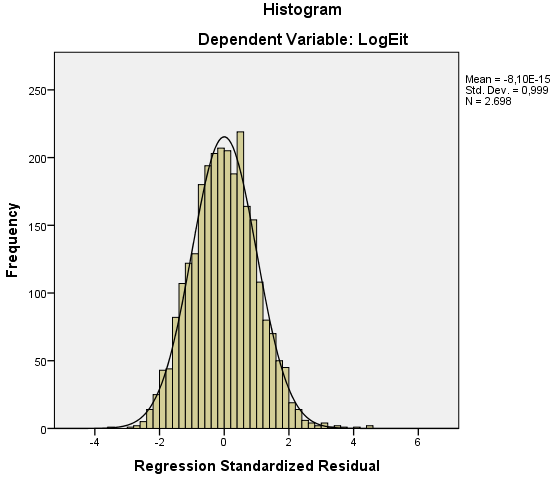 Histogram
Dependent Variable: LogEit
Mean = -8,10E-15
Std. Dev. = 0,999
N = 2.698
Frequency
250
200
150
100
50
0
-4 -2 0 2 4 6
Regression Standardized Residual